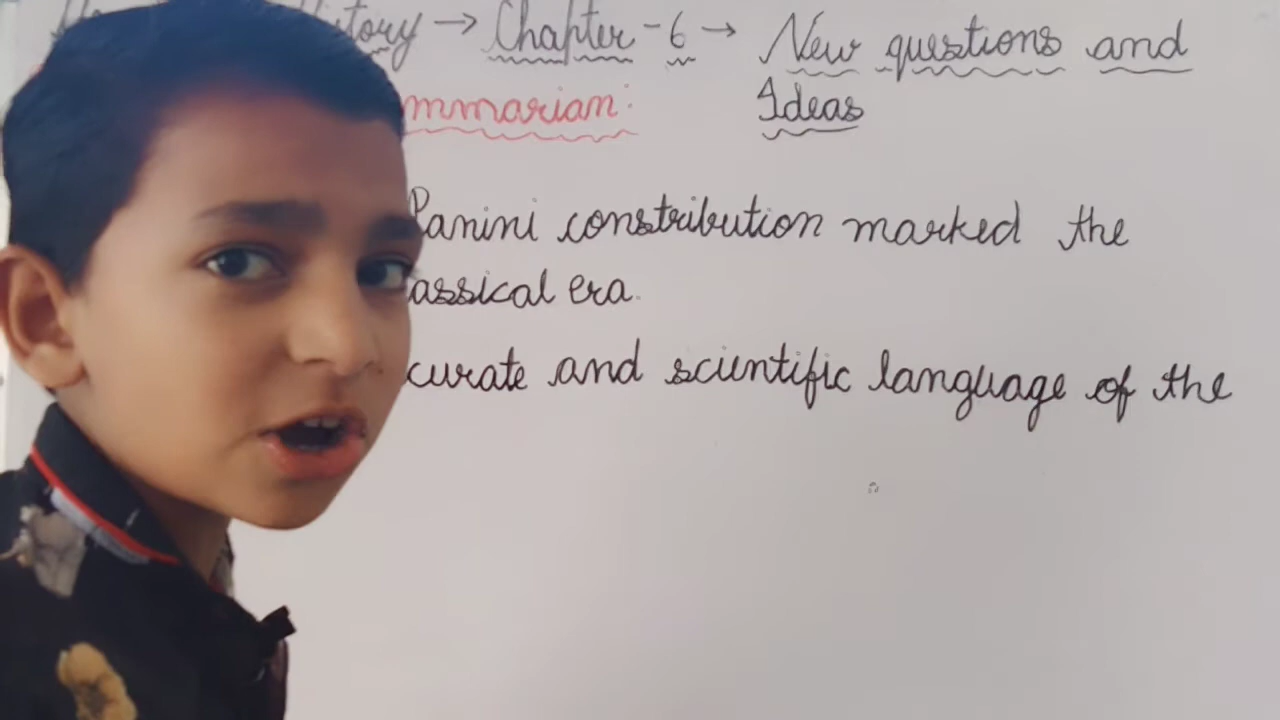 History → Chapter - 6 → New questions and
mmarian: Ideas
Panini constribution marked the
assical era.
curate and scientific language of the